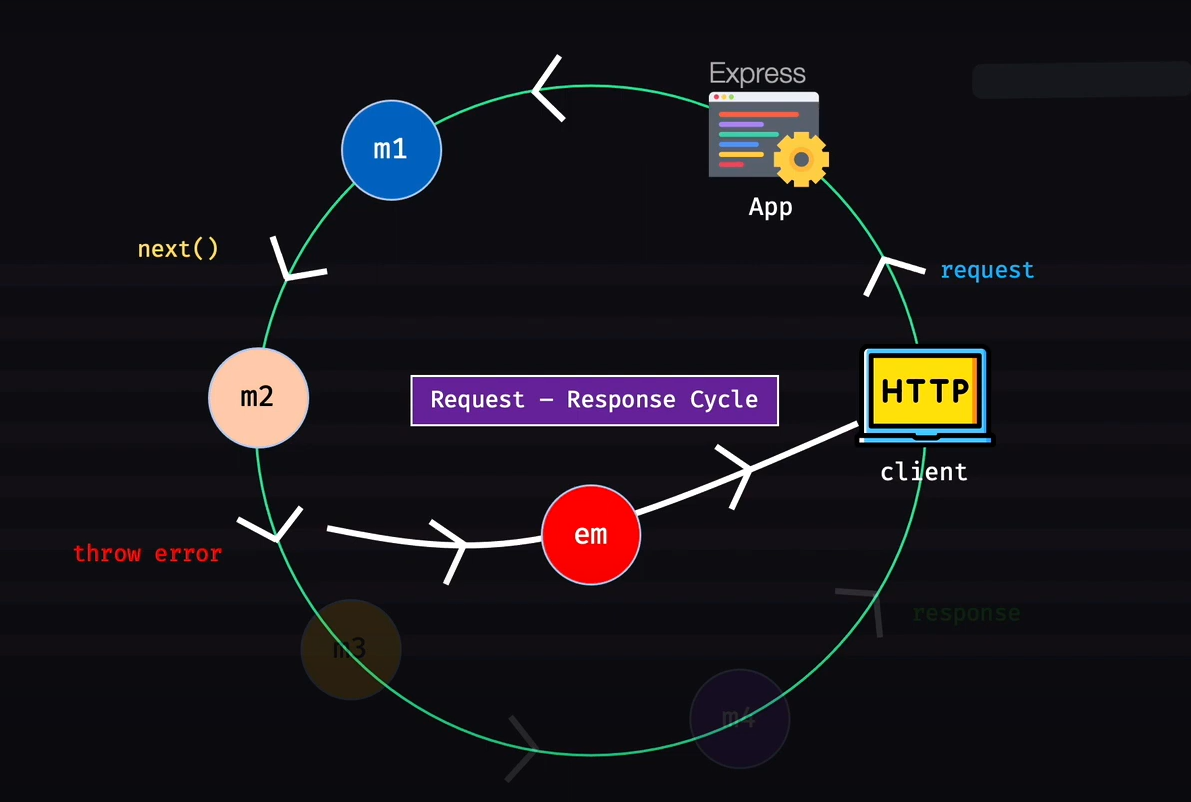 Express
App
m1
next()
request
m2
Request – Response Cycle
HTTP
client
em
throw error
m3
response
m4